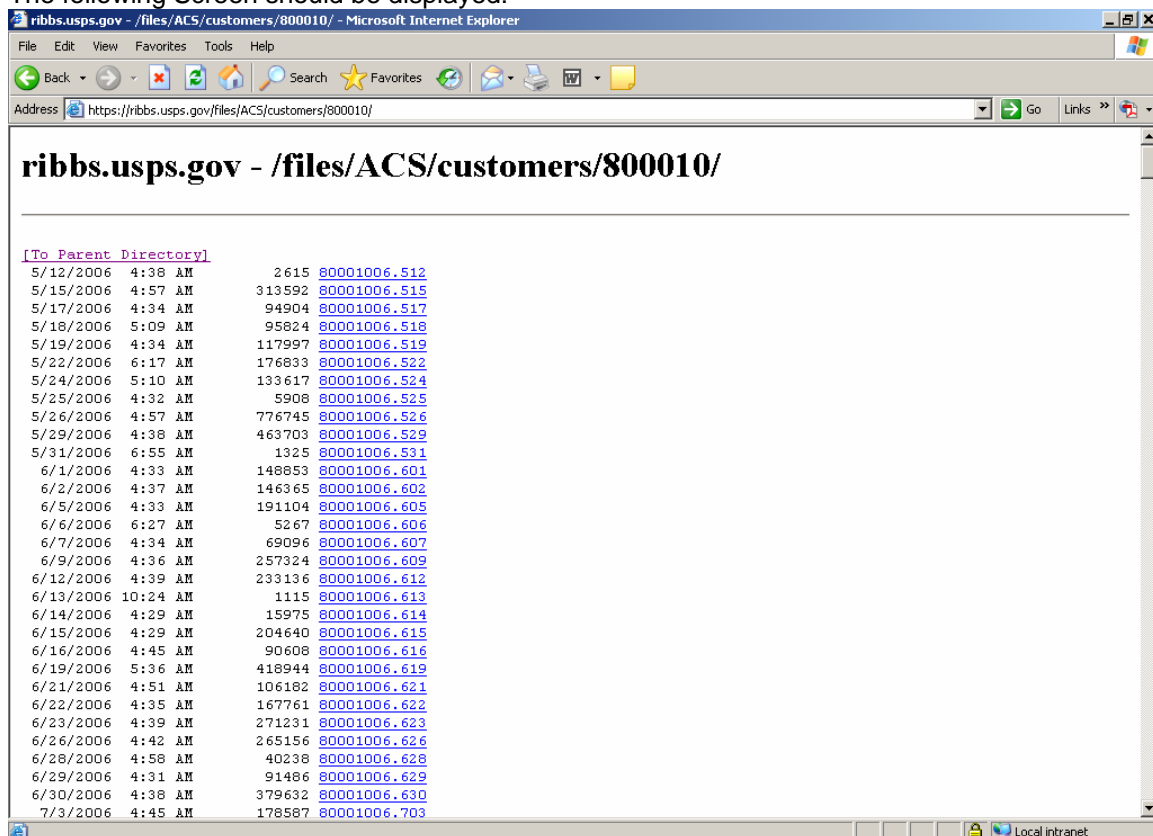 The following Screen should be displayed.
ribbs.usps.gov - /files/ACS/customers/800010/ - Microsoft Internet Explorer
File Edit View Favorites Tools Help
Back Search Favorites
Address https://ribbs.usps.gov/files/ACS/customers/800010/ Go Links »
ribbs.usps.gov - /files/ACS/customers/800010/
[To Parent Directory]
5/12/2006 4:38 AM 2615 80001006.512
5/15/2006 4:57 AM 313592 80001006.515
5/17/2006 4:34 AM 94904 80001006.517
5/18/2006 5:09 AM 95824 80001006.518
5/19/2006 4:34 AM 117997 80001006.519
5/22/2006 6:17 AM 176833 80001006.522
5/24/2006 5:10 AM 133617 80001006.524
5/25/2006 4:32 AM 5908 80001006.525
5/26/2006 4:57 AM 776745 80001006.526
5/29/2006 4:38 AM 463703 80001006.529
5/31/2006 6:55 AM 1325 80001006.531
6/1/2006 4:33 AM 148853 80001006.601
6/2/2006 4:37 AM 146365 80001006.602
6/5/2006 4:33 AM 191104 80001006.605
6/6/2006 6:27 AM 5267 80001006.606
6/7/2006 4:34 AM 69096 80001006.607
6/9/2006 4:36 AM 257324 80001006.609
6/12/2006 4:39 AM 233136 80001006.612
6/13/2006 10:24 AM 1115 80001006.613
6/14/2006 4:29 AM 15975 80001006.614
6/15/2006 4:29 AM 204640 80001006.615
6/16/2006 4:45 AM 90608 80001006.616
6/19/2006 5:36 AM 418944 80001006.619
6/21/2006 4:51 AM 106182 80001006.621
6/22/2006 4:35 AM 167761 80001006.622
6/23/2006 4:39 AM 271231 80001006.623
6/26/2006 4:42 AM 265156 80001006.626
6/28/2006 4:58 AM 40238 80001006.628
6/29/2006 4:31 AM 91486 80001006.629
6/30/2006 4:38 AM 379632 80001006.630
7/3/2006 4:45 AM 178587 80001006.703
Local intranet